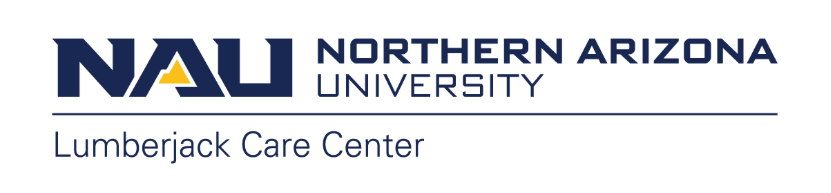 NAU NORTHERN ARIZONA
UNIVERSITY
Lumberjack Care Center